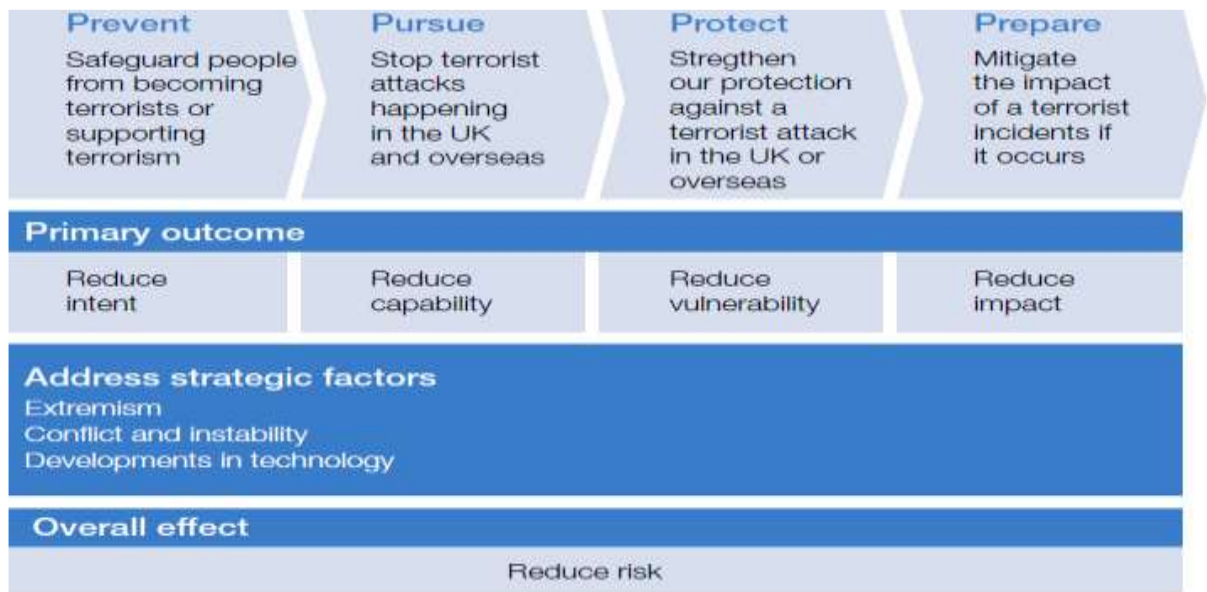 Prevent
Safeguard people
from becoming
terrorists or
supporting
terrorism
Pursue
Stop terrorist
attacks
happening
in the UK
and overseas
Protect
Stregthen
our protection
against a
terrorist attack
in the UK or
overseas
Prepare
Mitigate
the impact
of a terrorist
incidents if
it occurs
Primary outcome
Reduce
intent
Reduce
capability
Reduce
vulnerability
Reduce
impact
Address strategic factors
Extremism
Conflict and instability
Developments in technology
Overall effect
Reduce risk